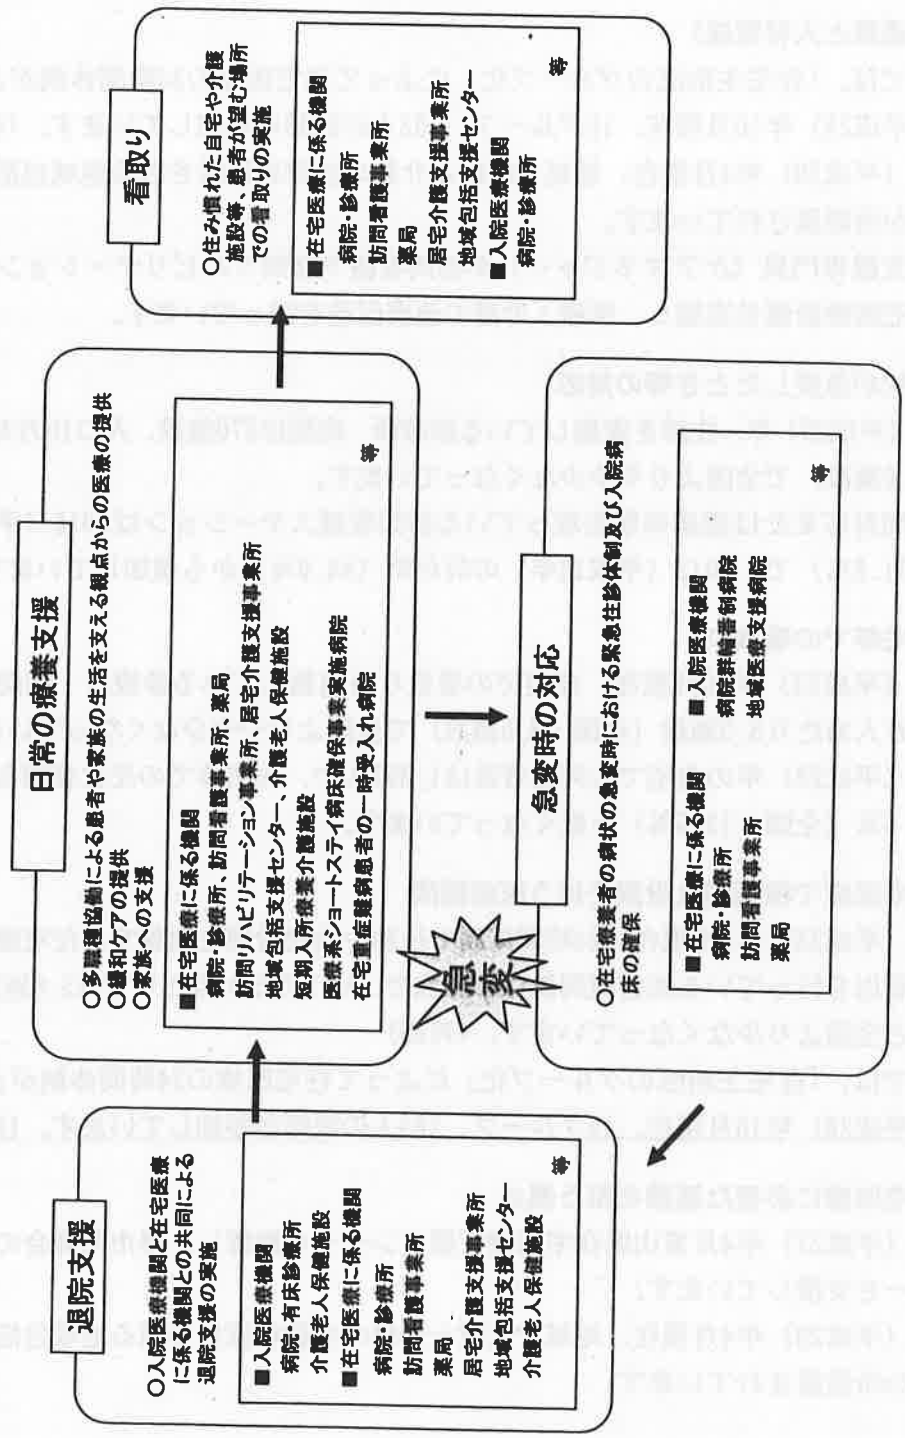 退院支援
○入院医療機関と在宅医療
に係る機関との共同による
退院支援の実施
■入院医療機関
病院・有床診療所
介護老人保健施設
■在宅医療に係る機関
病院・診療所
訪問看護事業所
薬局
居宅介護支援事業所
地域包括支援センター
介護老人保健施設
等
日常の療養支援
○多職種協働による患者や家族の生活を支える観点からの医療の提供
○緩和ケアの提供
○家族への支援
■在宅医療に係る機関
病院・診療所、訪問看護事業所、薬局
訪問リハビリテーション事業所、居宅介護支援事業所
地域包括支援センター、介護老人保健施設
短期入所療養介護施設
医療系ショートステイ病床確保事業実施病院
在宅重症難病患者の一時受入れ病院
等
急変
急変時の対応
○在宅療養者の病状の急変時における緊急往診体制及び入院病
床の確保
■在宅医療に係る機関
病院・診療所
訪問看護事業所
薬局
■入院医療機関
病院群輪番制病院
地域医療支援病院
等
看取り
○住み慣れた自宅や介護
施設等、患者が望む場所
での看取りの実施
■在宅医療に係る機関
病院・診療所
訪問看護事業所
薬局
居宅介護支援事業所
地域包括支援センター
■入院医療機関
病院・診療所
等